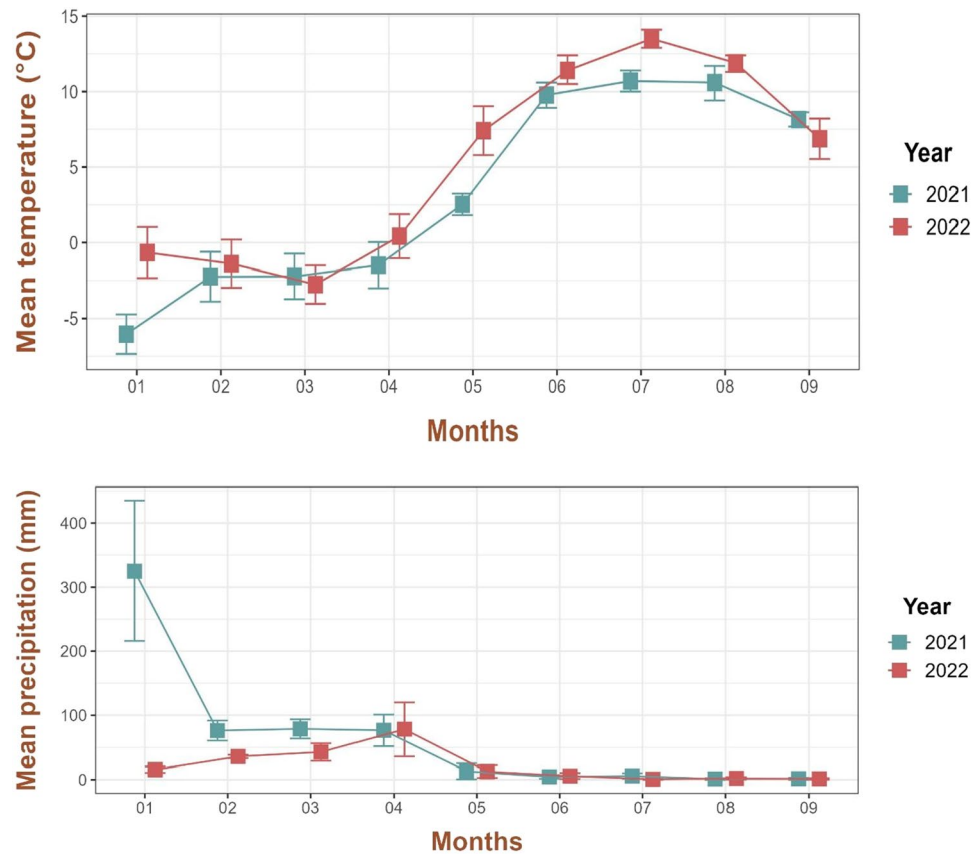 Mean temperature (°C)
15
10
5
0
-5
01 02 03 04 05 06 07 08 09
Months
Year
2021
2022
Mean precipitation (mm)
400
300
200
100
0
01 02 03 04 05 06 07 08 09
Months
Year
2021
2022